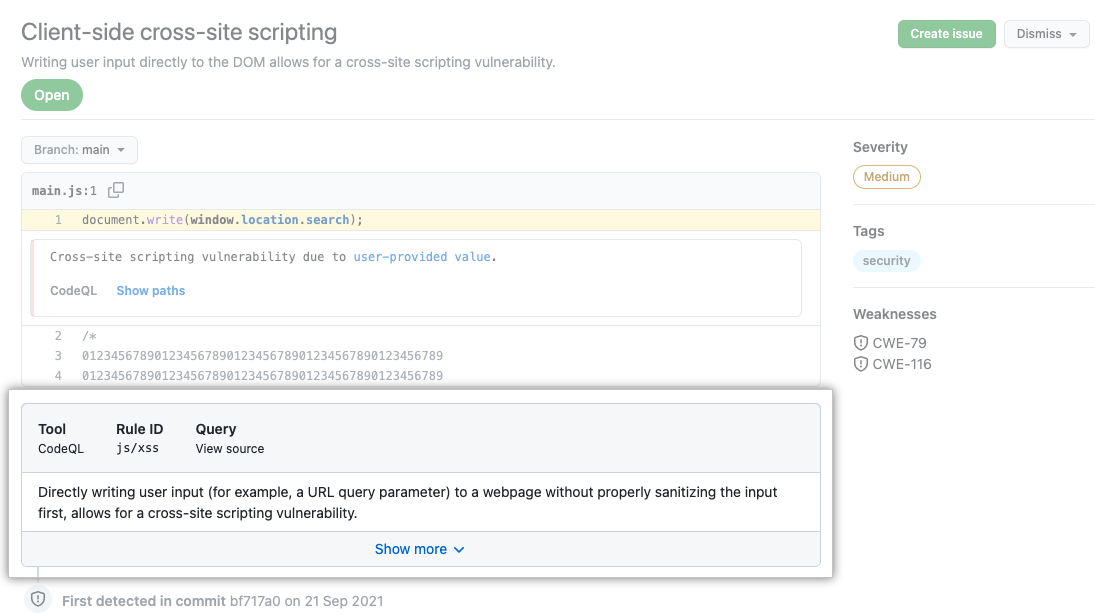 Client-side cross-site scripting
Create issue
Dismiss
Writing user input directly to the DOM allows for a cross-site scripting vulnerability.
Open
Branch: main
main.js:1
1 document.write(window.location.search);
Cross-site scripting vulnerability due to user-provided value.
CodeQL Show paths
2 /*
3 01234567890123456789012345678901234567890123456789
4 01234567890123456789012345678901234567890123456789
Severity
Medium
Tags
security
Weaknesses
CWE-79
CWE-116
Tool Rule ID Query
CodeQL js/xss View source
Directly writing user input (for example, a URL query parameter) to a webpage without properly sanitizing the input
first, allows for a cross-site scripting vulnerability.
Show more
First detected in commit bf717a0 on 21 Sep 2021